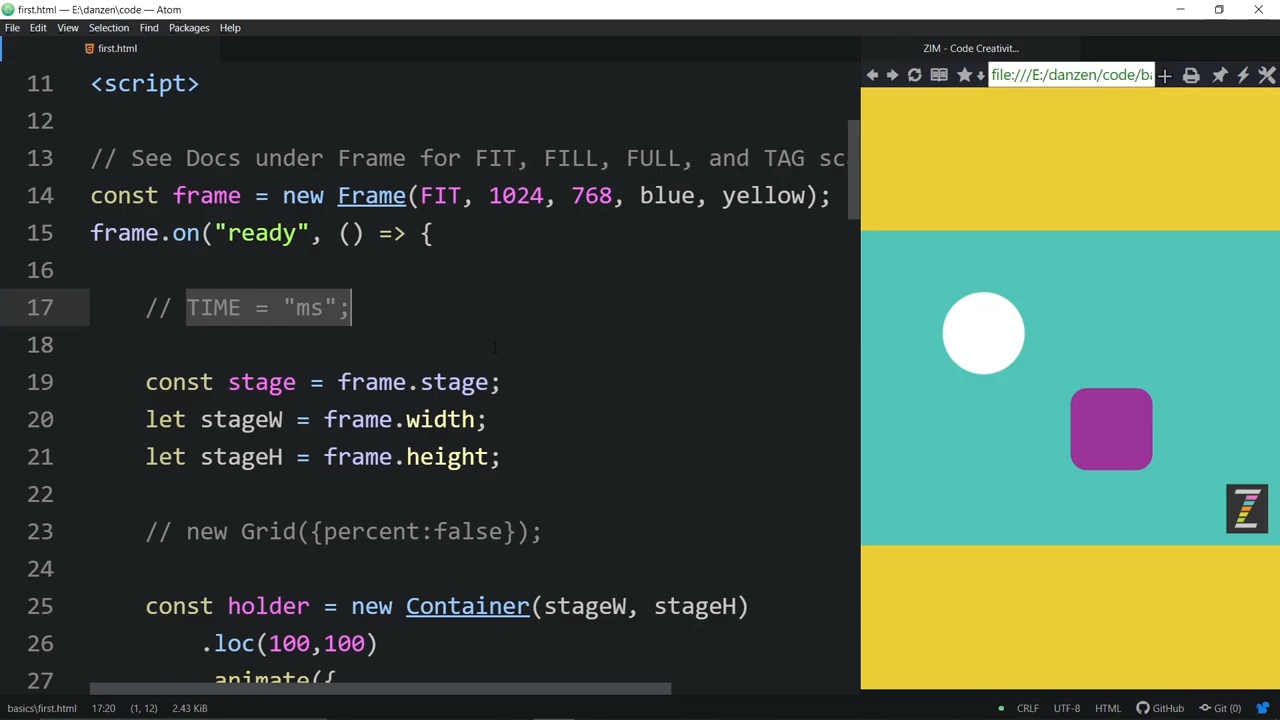 first.html — E:\danzen\code — Atom
File Edit View Selection Find Packages Help
first.html
ZIM - Code Creativit...
file:///E:/danzen/code/ba
11 <script>
12
13 // See Docs under Frame for FIT, FILL, FULL, and TAG sca
14 const frame = new Frame(FIT, 1024, 768, blue, yellow);
15 frame.on("ready", () => {
16
17 // TIME = "ms";
18
19 const stage = frame.stage;
20 let stageW = frame.width;
21 let stageH = frame.height;
22
23 // new Grid({percent:false});
24
25 const holder = new Container(stageW, stageH)
26 .loc(100,100)
27 .animate({
Z
basics\first.html 17:20 (1, 12) 2.43 KiB
CRLF UTF-8 HTML GitHub Git (0)